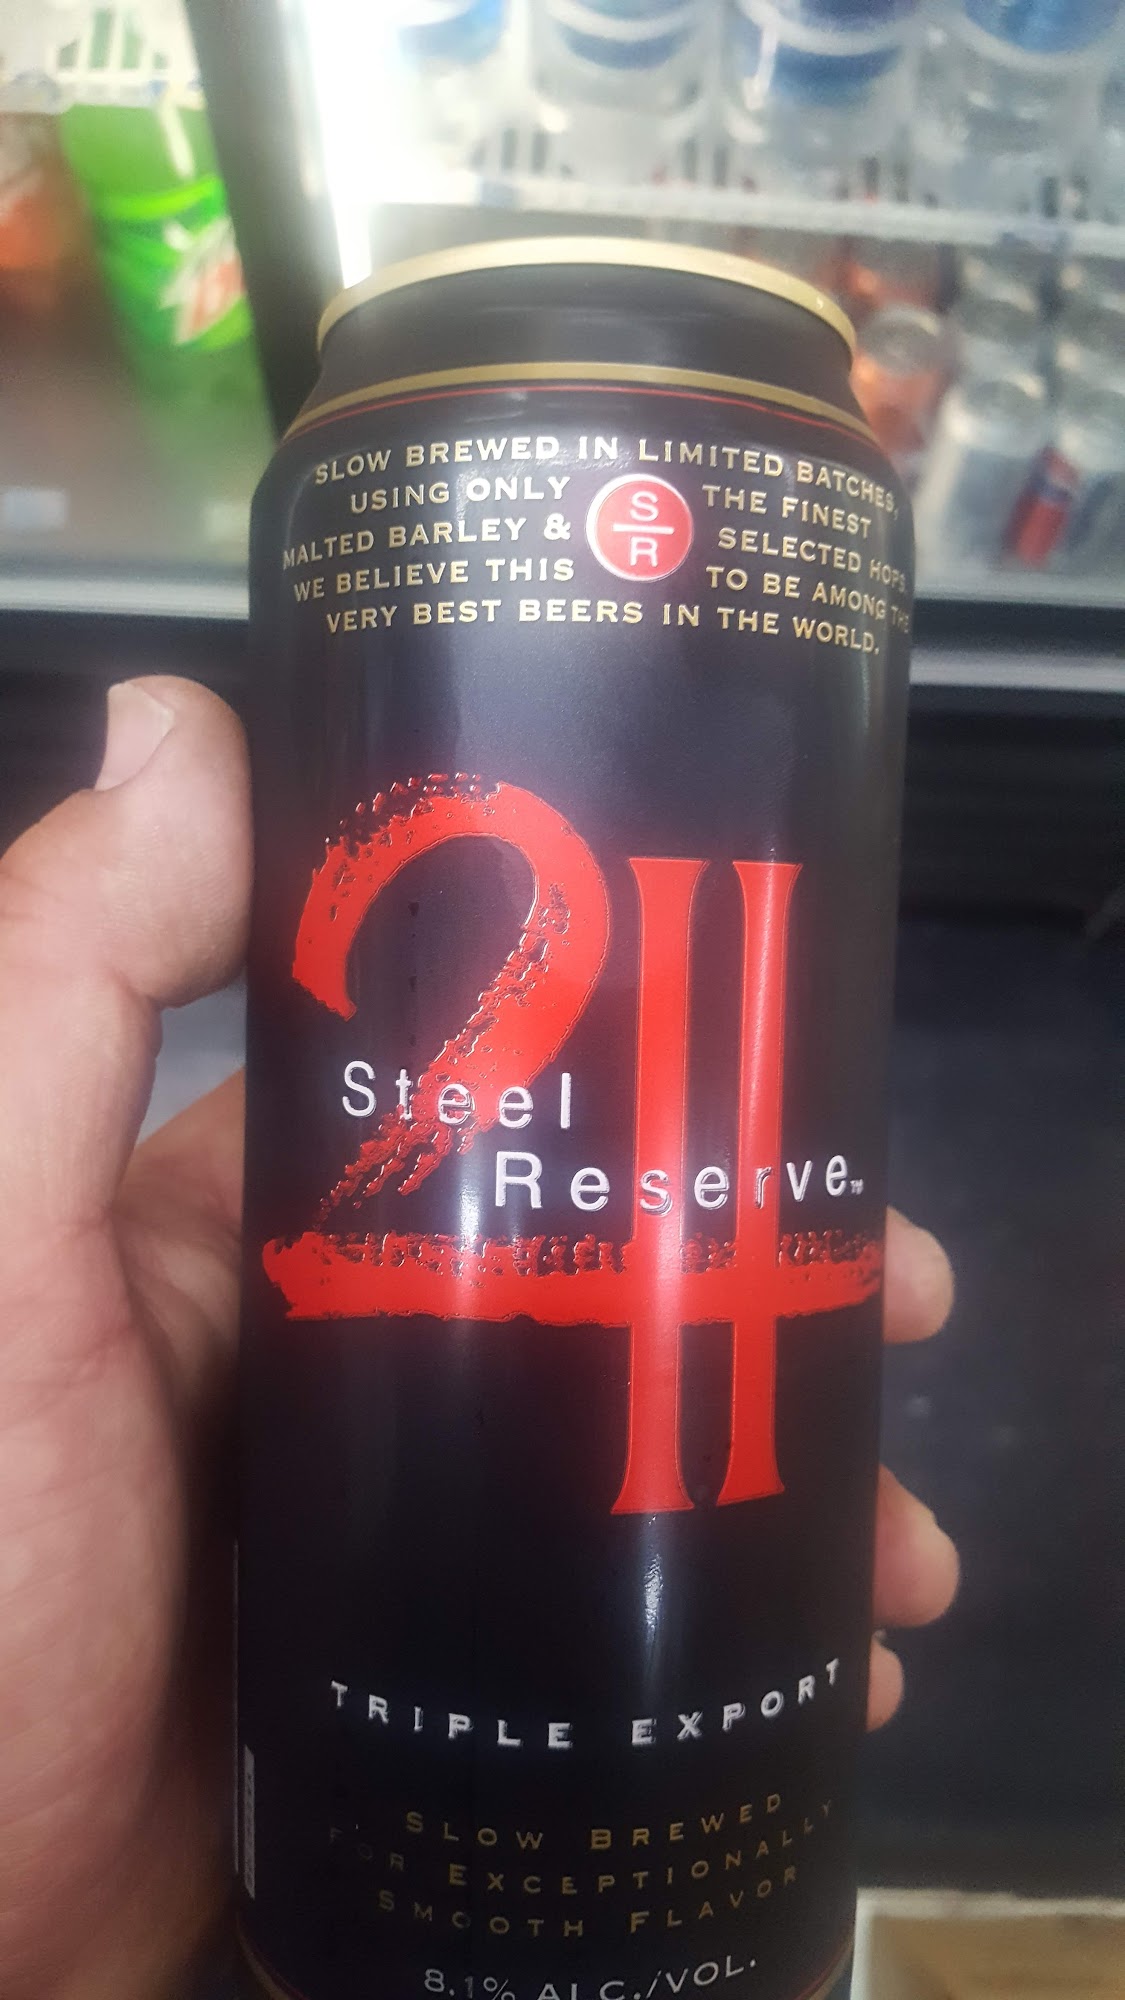 SLOW BREWED IN LIMITED BATCHES,
USING ONLY THE FINEST
MALTED BARLEY & SELECTED HOPS.
WE BELIEVE THIS TO BE AMONG THE
VERY BEST BEERS IN THE WORLD.
S
R
211
Steel
Reserve™
TRIPLE EXPORT
SLOW BREWED
FOR EXCEPTIONALLY
SMOOTH FLAVOR
8.1% ALC./VOL.